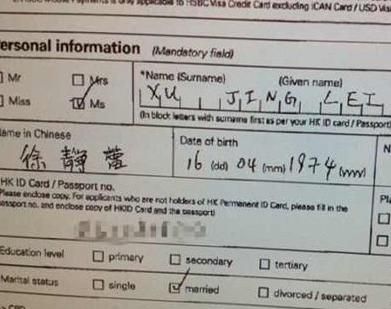 only applicable to HSBC Visa Credit Card excluding iCAN Card / USD Visa
ersonal information (Mandatory field)
Mr Mrs *Name (Surname) (Given name)
Miss Ms XU JING LEI
(In block letters with surname first as per your HK ID card / Passport)
ame in Chinese Date of birth N
徐静蕾 16 (dd) 04 (mm) 1974 (yyyy)
HK ID Card / Passport no. Pl
Please enclose copy. For applicants who are not holders of HK Permanent ID Card, please fill in the
passport no. and enclose copy of HKID Card and the passport)
Education level primary secondary tertiary
Marital status single married divorced / separated